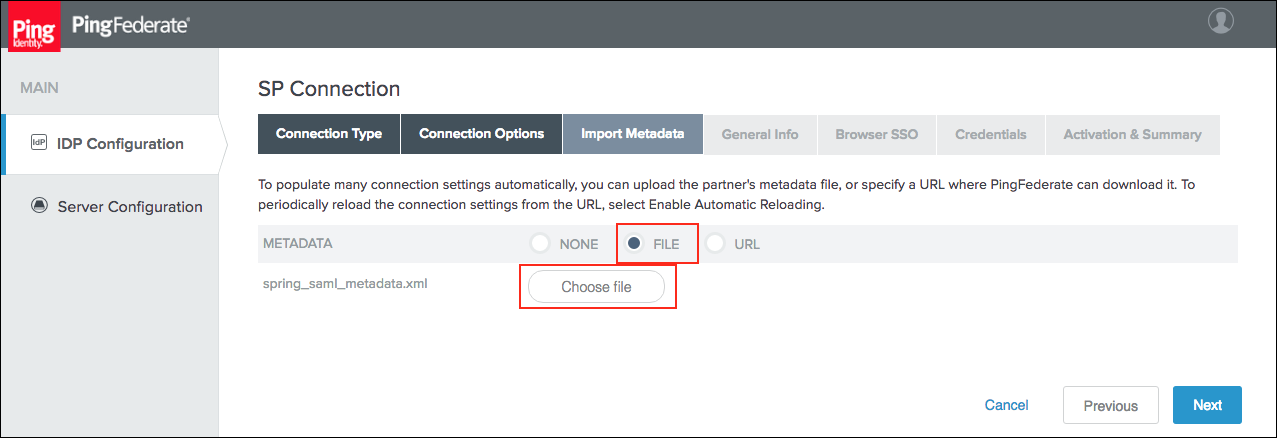 Ping
Identity.
PingFederate®
MAIN
IdP
IDP Configuration
Server Configuration
SP Connection
Connection Type
Connection Options
Import Metadata
General Info
Browser SSO
Credentials
Activation & Summary
To populate many connection settings automatically, you can upload the partner's metadata file, or specify a URL where PingFederate can download it. To
periodically reload the connection settings from the URL, select Enable Automatic Reloading.
METADATA
NONE
FILE
URL
spring_saml_metadata.xml
Choose file
Cancel
Previous
Next